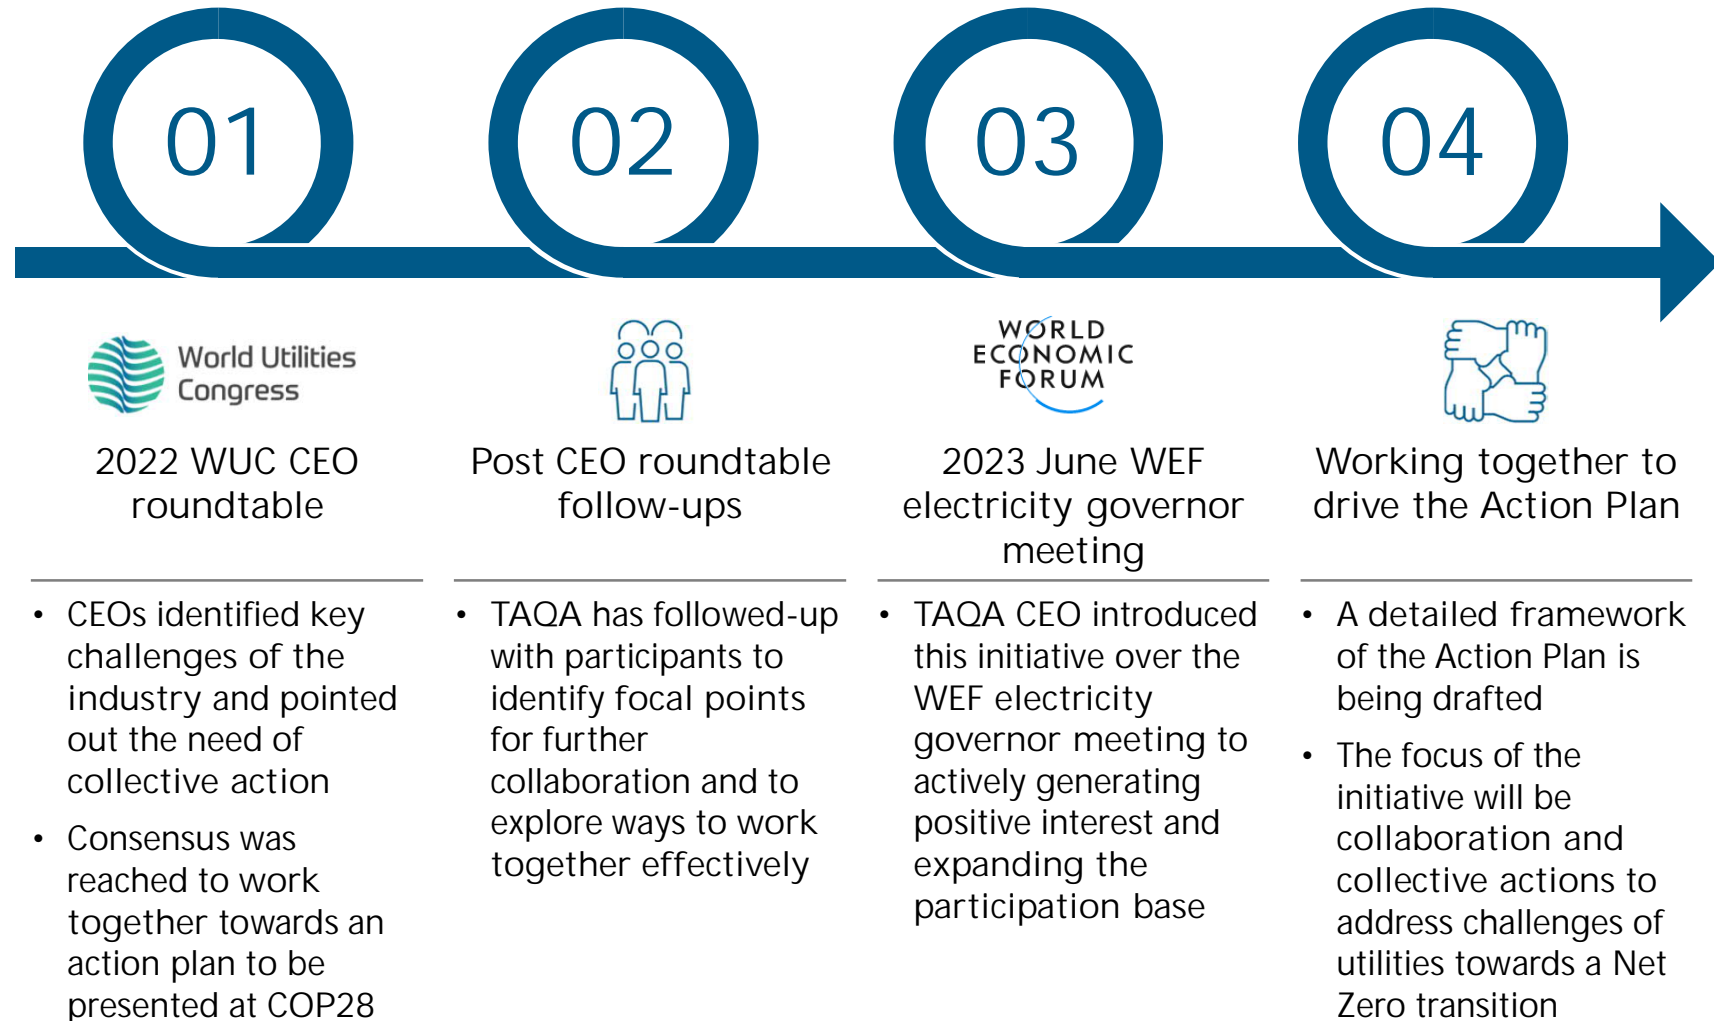 01
02
03
04
World Utilities
Congress
WORLD
ECONOMIC
FORUM
2022 WUC CEO
roundtable
Post CEO roundtable
follow-ups
2023 June WEF
electricity governor
meeting
Working together to
drive the Action Plan
• CEOs identified key
challenges of the
industry and pointed
out the need of
collective action
• Consensus was
reached to work
together towards an
action plan to be
presented at COP28
• TAQA has followed-up
with participants to
identify focal points
for further
collaboration and to
explore ways to work
together effectively
• TAQA CEO introduced
this initiative over the
WEF electricity
governor meeting to
actively generating
positive interest and
expanding the
participation base
• A detailed framework
of the Action Plan is
being drafted
• The focus of the
initiative will be
collaboration and
collective actions to
address challenges of
utilities towards a Net
Zero transition